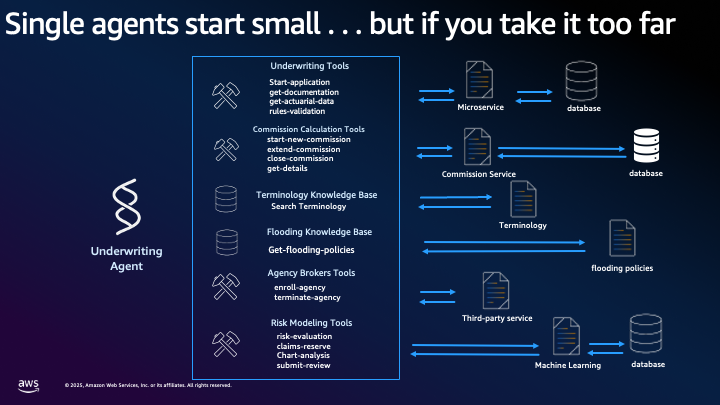 Single agents start small . . . but if you take it too far
Underwriting Tools
Start-application
get-documentation
get-actuarial-data
rules-validation
Microservice
database
Commission Calculation Tools
start-new-commission
extend-commission
close-commission
get-details
Commission Service
database
Underwriting
Agent
Terminology Knowledge Base
Search Terminology
Terminology
Flooding Knowledge Base
Get-flooding-policies
flooding policies
Agency Brokers Tools
enroll-agency
terminate-agency
Third-party service
Risk Modeling Tools
risk-evaluation
claims-reserve
Chart-analysis
submit-review
Machine Learning
database
aws
© 2025, Amazon Web Services, Inc. or its affiliates. All rights reserved.